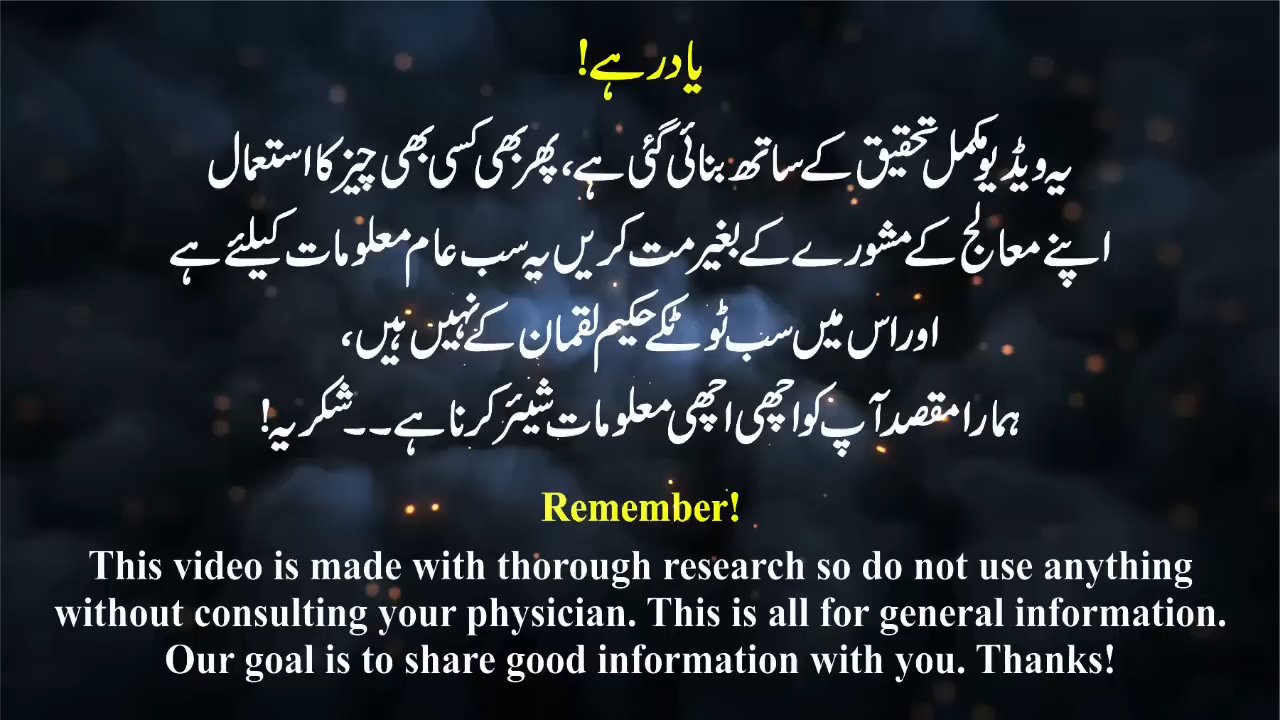 یاد رہے!
یہ ویڈیو مکمل تحقیق کے ساتھ بنائی گئی ہے، پھر بھی کسی بھی چیز کا استعمال
اپنے معالج کے مشورے کے بغیر مت کریں یہ سب عام معلومات کیلئے ہے
اور اس میں سب ٹوٹکے حکیم لقمان کے نہیں ہیں،
ہمارا مقصد آپ کو اچھی اچھی معلومات شیئر کرنا ہے۔۔ شکریہ!
Remember!
This video is made with thorough research so do not use anything
without consulting your physician. This is all for general information.
Our goal is to share good information with you. Thanks!